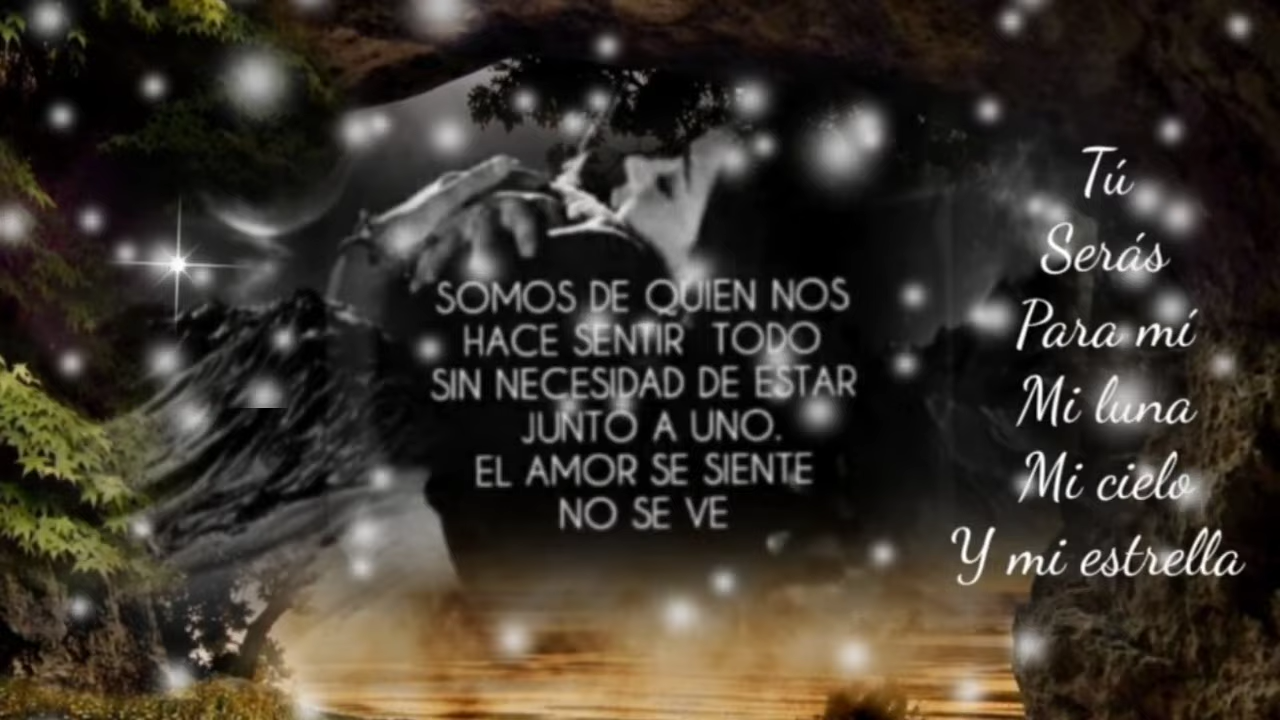 SOMOS DE QUIEN NOS
HACE SENTIR TODO
SIN NECESIDAD DE ESTAR
JUNTO A UNO.
EL AMOR SE SIENTE
NO SE VE
Tú
Serás
Para mí
Mi luna
Mi cielo
Y mi estrella